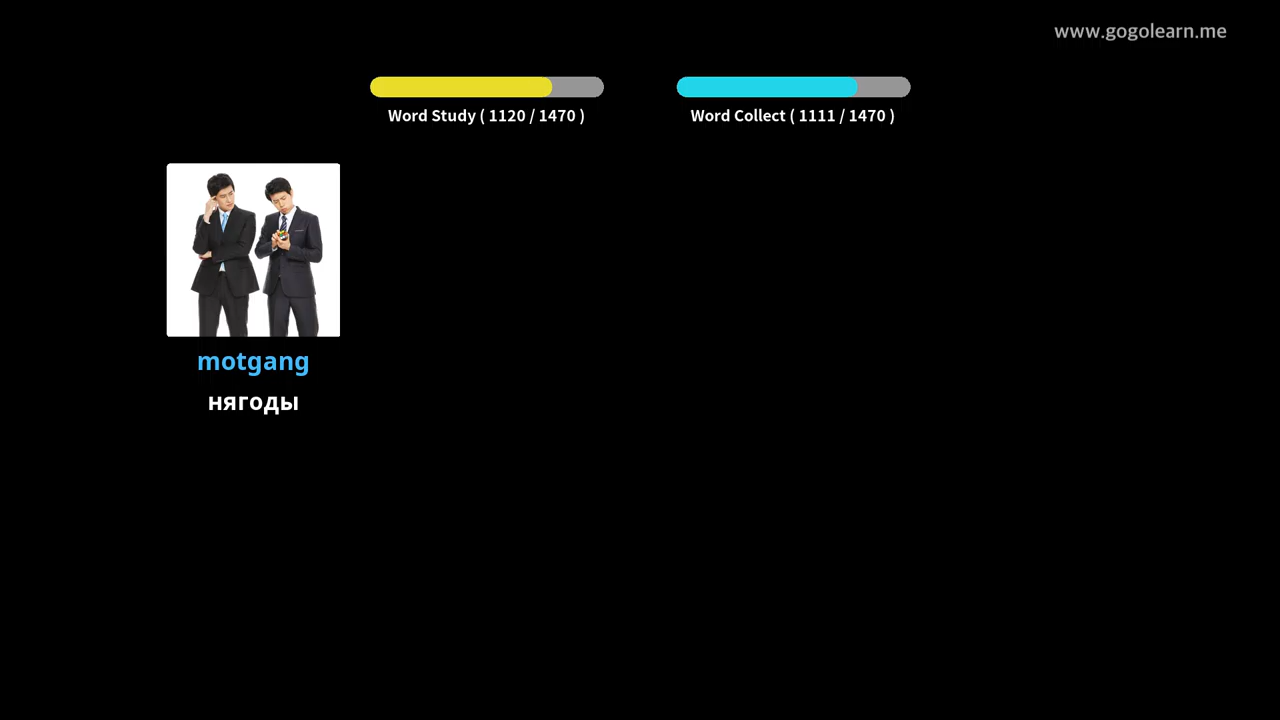 www.gogolearn.me
Word Study ( 1120 / 1470 )
Word Collect ( 1111 / 1470 )
motgang
нягоды